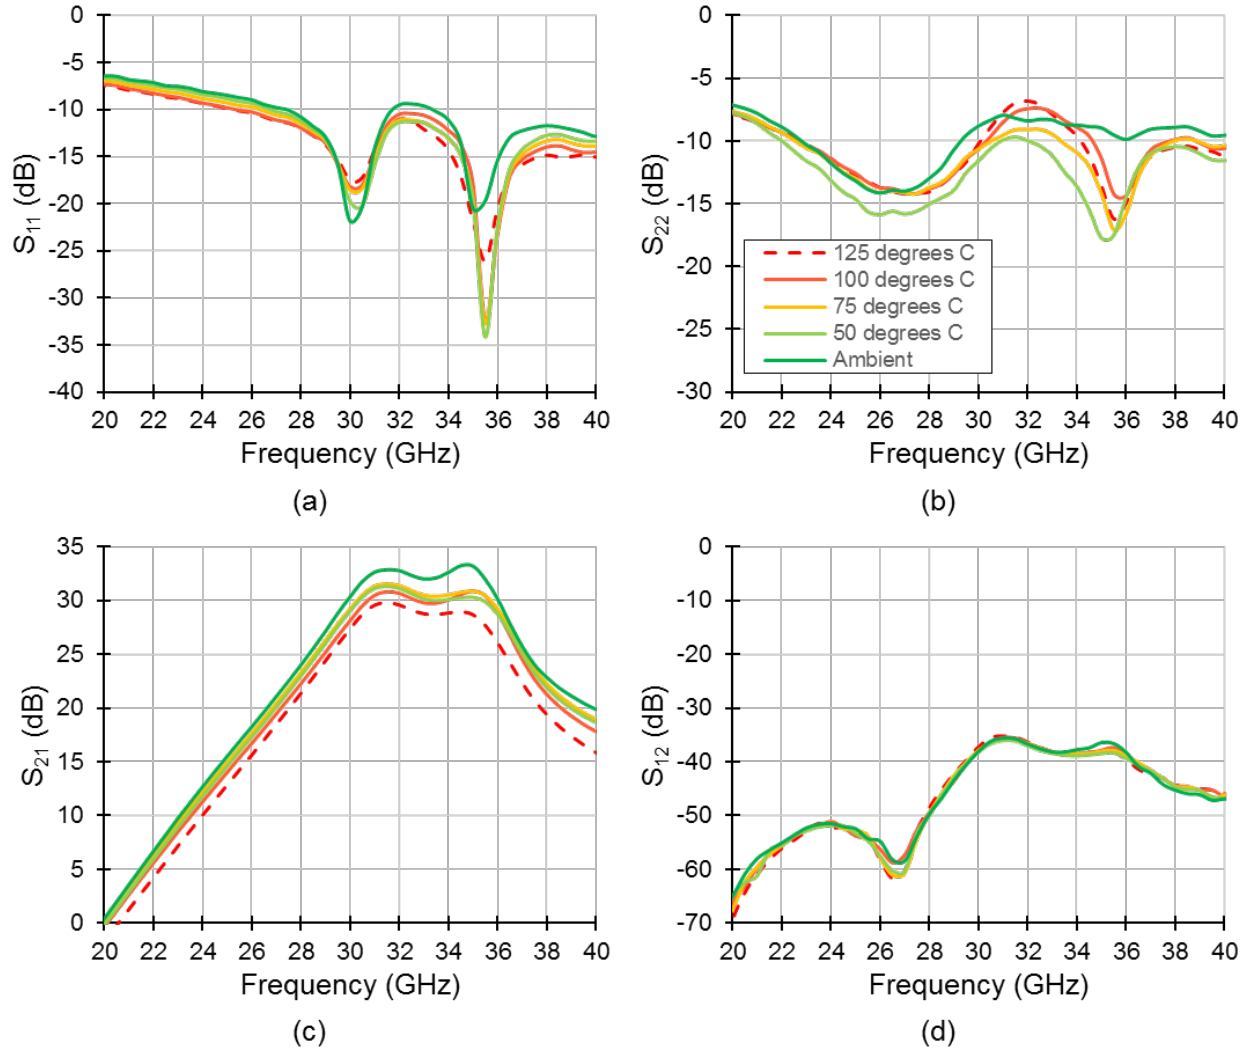 0
-5
-10
-15
-20
-25
-30
-35
-40
S11 (dB)
20 22 24 26 28 30 32 34 36 38 40
Frequency (GHz)
(a)
0
-5
-10
-15
-20
-25
-30
S22 (dB)
125 degrees C
100 degrees C
75 degrees C
50 degrees C
Ambient
20 22 24 26 28 30 32 34 36 38 40
Frequency (GHz)
(b)
35
30
25
20
15
10
5
0
S21 (dB)
20 22 24 26 28 30 32 34 36 38 40
Frequency (GHz)
(c)
0
-10
-20
-30
-40
-50
-60
-70
S12 (dB)
20 22 24 26 28 30 32 34 36 38 40
Frequency (GHz)
(d)